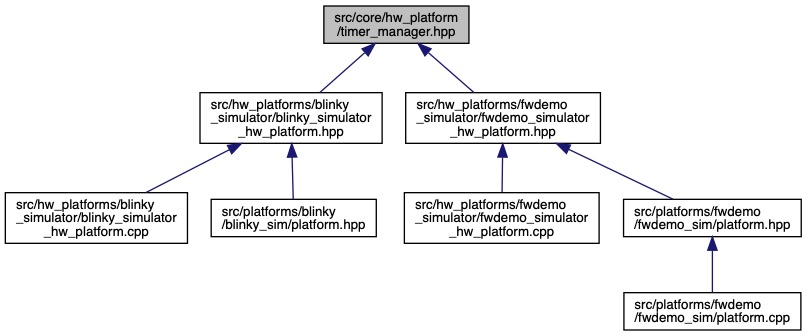 src/core/hw_platform
/timer_manager.hpp
src/hw_platforms/blinky
_simulator/blinky_simulator
_hw_platform.hpp
src/hw_platforms/fwdemo
_simulator/fwdemo_simulator
_hw_platform.hpp
src/hw_platforms/blinky
_simulator/blinky_simulator
_hw_platform.cpp
src/platforms/blinky
/blinky_sim/platform.hpp
src/hw_platforms/fwdemo
_simulator/fwdemo_simulator
_hw_platform.cpp
src/platforms/fwdemo
/fwdemo_sim/platform.hpp
src/platforms/fwdemo
/fwdemo_sim/platform.cpp